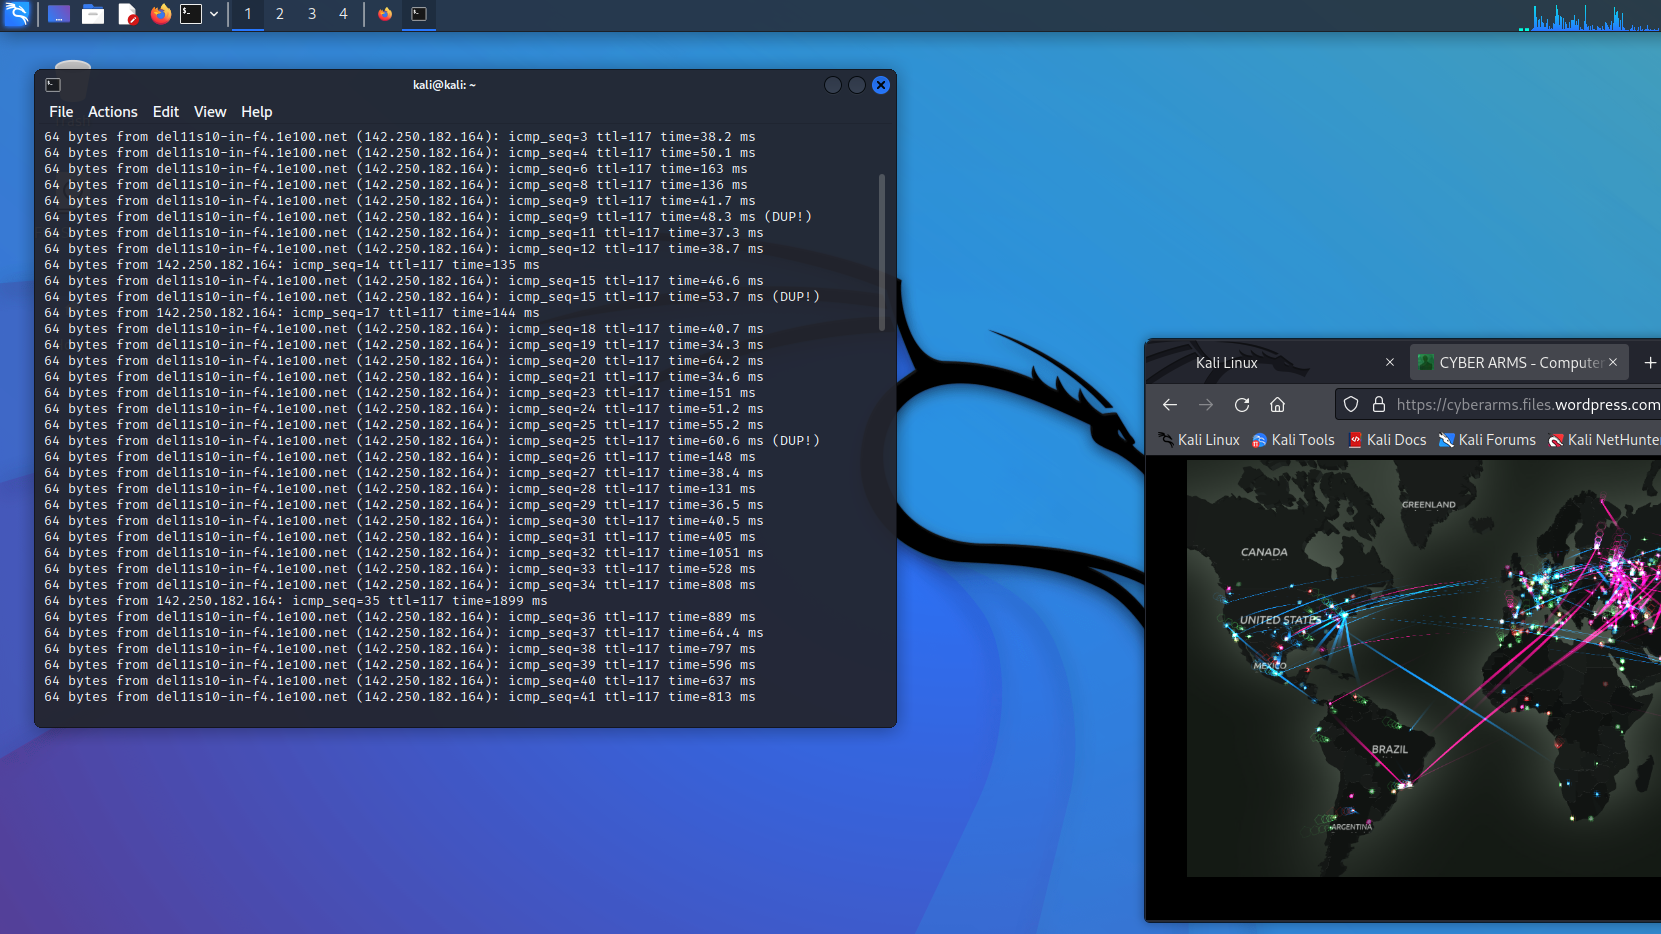 1 2 3 4
kali@kali: ~
File Actions Edit View Help
64 bytes from del11s10-in-f4.1e100.net (142.250.182.164): icmp_seq=3 ttl=117 time=38.2 ms
64 bytes from del11s10-in-f4.1e100.net (142.250.182.164): icmp_seq=4 ttl=117 time=50.1 ms
64 bytes from del11s10-in-f4.1e100.net (142.250.182.164): icmp_seq=6 ttl=117 time=163 ms
64 bytes from del11s10-in-f4.1e100.net (142.250.182.164): icmp_seq=8 ttl=117 time=136 ms
64 bytes from del11s10-in-f4.1e100.net (142.250.182.164): icmp_seq=9 ttl=117 time=41.7 ms
64 bytes from del11s10-in-f4.1e100.net (142.250.182.164): icmp_seq=9 ttl=117 time=48.3 ms (DUP!)
64 bytes from del11s10-in-f4.1e100.net (142.250.182.164): icmp_seq=11 ttl=117 time=37.3 ms
64 bytes from del11s10-in-f4.1e100.net (142.250.182.164): icmp_seq=12 ttl=117 time=38.7 ms
64 bytes from 142.250.182.164: icmp_seq=14 ttl=117 time=135 ms
64 bytes from del11s10-in-f4.1e100.net (142.250.182.164): icmp_seq=15 ttl=117 time=46.6 ms
64 bytes from del11s10-in-f4.1e100.net (142.250.182.164): icmp_seq=15 ttl=117 time=53.7 ms (DUP!)
64 bytes from 142.250.182.164: icmp_seq=17 ttl=117 time=144 ms
64 bytes from del11s10-in-f4.1e100.net (142.250.182.164): icmp_seq=18 ttl=117 time=40.7 ms
64 bytes from del11s10-in-f4.1e100.net (142.250.182.164): icmp_seq=19 ttl=117 time=34.3 ms
64 bytes from del11s10-in-f4.1e100.net (142.250.182.164): icmp_seq=20 ttl=117 time=64.2 ms
64 bytes from del11s10-in-f4.1e100.net (142.250.182.164): icmp_seq=21 ttl=117 time=34.6 ms
64 bytes from del11s10-in-f4.1e100.net (142.250.182.164): icmp_seq=23 ttl=117 time=151 ms
64 bytes from del11s10-in-f4.1e100.net (142.250.182.164): icmp_seq=24 ttl=117 time=51.2 ms
64 bytes from del11s10-in-f4.1e100.net (142.250.182.164): icmp_seq=25 ttl=117 time=55.2 ms
64 bytes from del11s10-in-f4.1e100.net (142.250.182.164): icmp_seq=25 ttl=117 time=60.6 ms (DUP!)
64 bytes from del11s10-in-f4.1e100.net (142.250.182.164): icmp_seq=26 ttl=117 time=148 ms
64 bytes from del11s10-in-f4.1e100.net (142.250.182.164): icmp_seq=27 ttl=117 time=38.4 ms
64 bytes from del11s10-in-f4.1e100.net (142.250.182.164): icmp_seq=28 ttl=117 time=131 ms
64 bytes from del11s10-in-f4.1e100.net (142.250.182.164): icmp_seq=29 ttl=117 time=36.5 ms
64 bytes from del11s10-in-f4.1e100.net (142.250.182.164): icmp_seq=30 ttl=117 time=40.5 ms
64 bytes from del11s10-in-f4.1e100.net (142.250.182.164): icmp_seq=31 ttl=117 time=405 ms
64 bytes from del11s10-in-f4.1e100.net (142.250.182.164): icmp_seq=32 ttl=117 time=1051 ms
64 bytes from del11s10-in-f4.1e100.net (142.250.182.164): icmp_seq=33 ttl=117 time=528 ms
64 bytes from del11s10-in-f4.1e100.net (142.250.182.164): icmp_seq=34 ttl=117 time=808 ms
64 bytes from 142.250.182.164: icmp_seq=35 ttl=117 time=1899 ms
64 bytes from del11s10-in-f4.1e100.net (142.250.182.164): icmp_seq=36 ttl=117 time=889 ms
64 bytes from del11s10-in-f4.1e100.net (142.250.182.164): icmp_seq=37 ttl=117 time=64.4 ms
64 bytes from del11s10-in-f4.1e100.net (142.250.182.164): icmp_seq=38 ttl=117 time=797 ms
64 bytes from del11s10-in-f4.1e100.net (142.250.182.164): icmp_seq=39 ttl=117 time=596 ms
64 bytes from del11s10-in-f4.1e100.net (142.250.182.164): icmp_seq=40 ttl=117 time=637 ms
64 bytes from del11s10-in-f4.1e100.net (142.250.182.164): icmp_seq=41 ttl=117 time=813 ms
Kali Linux CYBER ARMS - Computer
https://cyberarms.files.wordpress.com
Kali Linux Kali Tools Kali Docs Kali Forums Kali NetHunte
GREENLAND
CANADA
UNITED STATES
MEXICO
BRAZIL
ARGENTINA